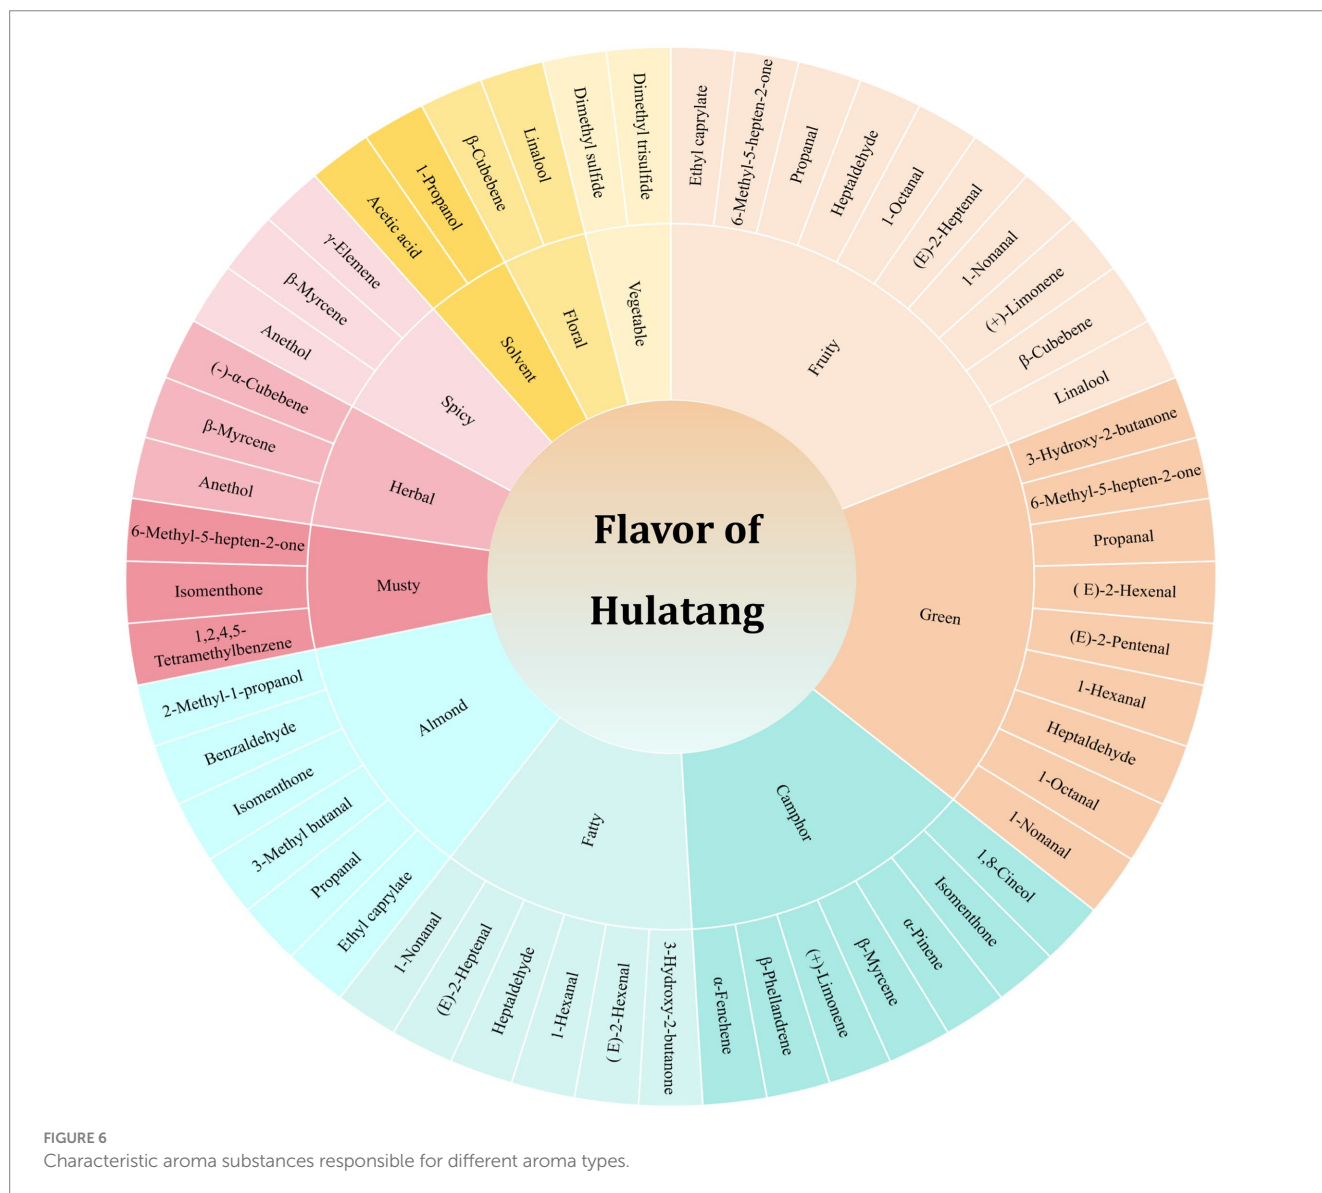 Flavor of
Hulatang
Fruity
Ethyl caprylate
6-Methyl-5-hepten-2-one
Propanal
Heptaldehyde
1-Octanal
(E)-2-Heptenal
1-Nonanal
(+)-Limonene
β-Cubebene
Linalool
Green
3-Hydroxy-2-butanone
6-Methyl-5-hepten-2-one
Propanal
( E)-2-Hexenal
(E)-2-Pentenal
1-Hexanal
Heptaldehyde
1-Octanal
1-Nonanal
Camphor
1,8-Cineol
Isomenthone
α-Pinene
β-Myrcene
(+)-Limonene
β-Phellandrene
α-Fenchene
Fatty
3-Hydroxy-2-butanone
( E)-2-Hexenal
1-Hexanal
Heptaldehyde
(E)-2-Heptenal
1-Nonanal
Almond
Ethyl caprylate
Propanal
3-Methyl butanal
Isomenthone
Benzaldehyde
2-Methyl-1-propanol
Musty
1,2,4,5-
Tetramethylbenzene
Isomenthone
6-Methyl-5-hepten-2-one
Herbal
Anethol
β-Myrcene
(-)-α-Cubebene
Spicy
Anethol
β-Myrcene
γ-Elemene
Solvent
Acetic acid
1-Propanol
Floral
β-Cubebene
Linalool
Vegetable
Dimethyl sulfide
Dimethyl trisulfide
FIGURE 6
Characteristic aroma substances responsible for different aroma types.